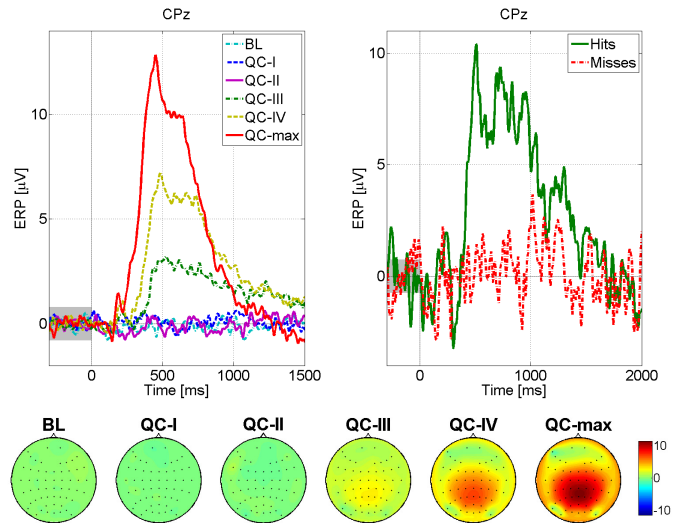 CPz
BL
QC-I
QC-II
QC-III
QC-IV
QC-max
10
5
0
ERP [µV]
0 500 1000 1500
Time [ms]
CPz
Hits
Misses
10
5
0
ERP [µV]
0 500 1000 1500 2000
Time [ms]
BL QC-I QC-II QC-III QC-IV QC-max
10
0
-10